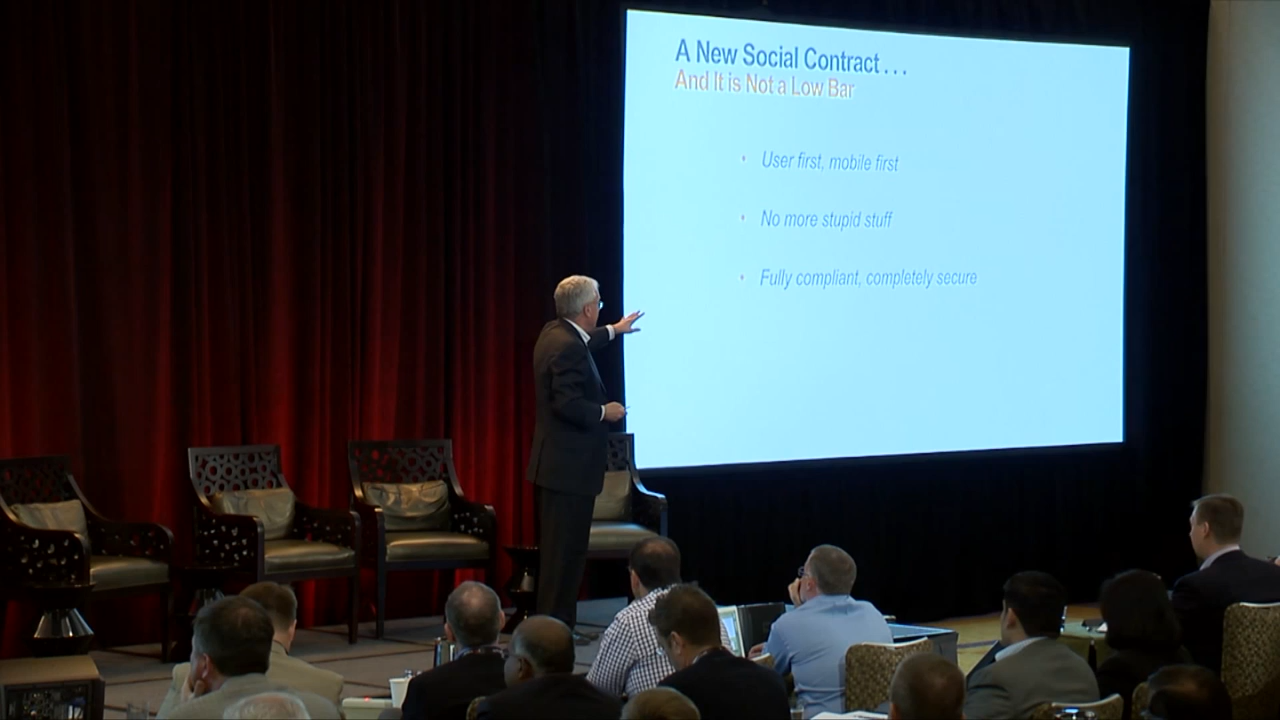 A New Social Contract . . .
And It is Not a Low Bar
• User first, mobile first
• No more stupid stuff
• Fully compliant, completely secure